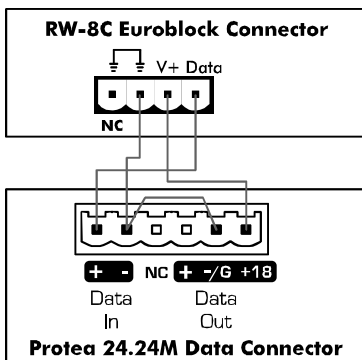 RW-8C Euroblock Connector
V+ Data
NC
+ - NC + -/G +18
Data Data
In Out
Protea 24.24M Data Connector